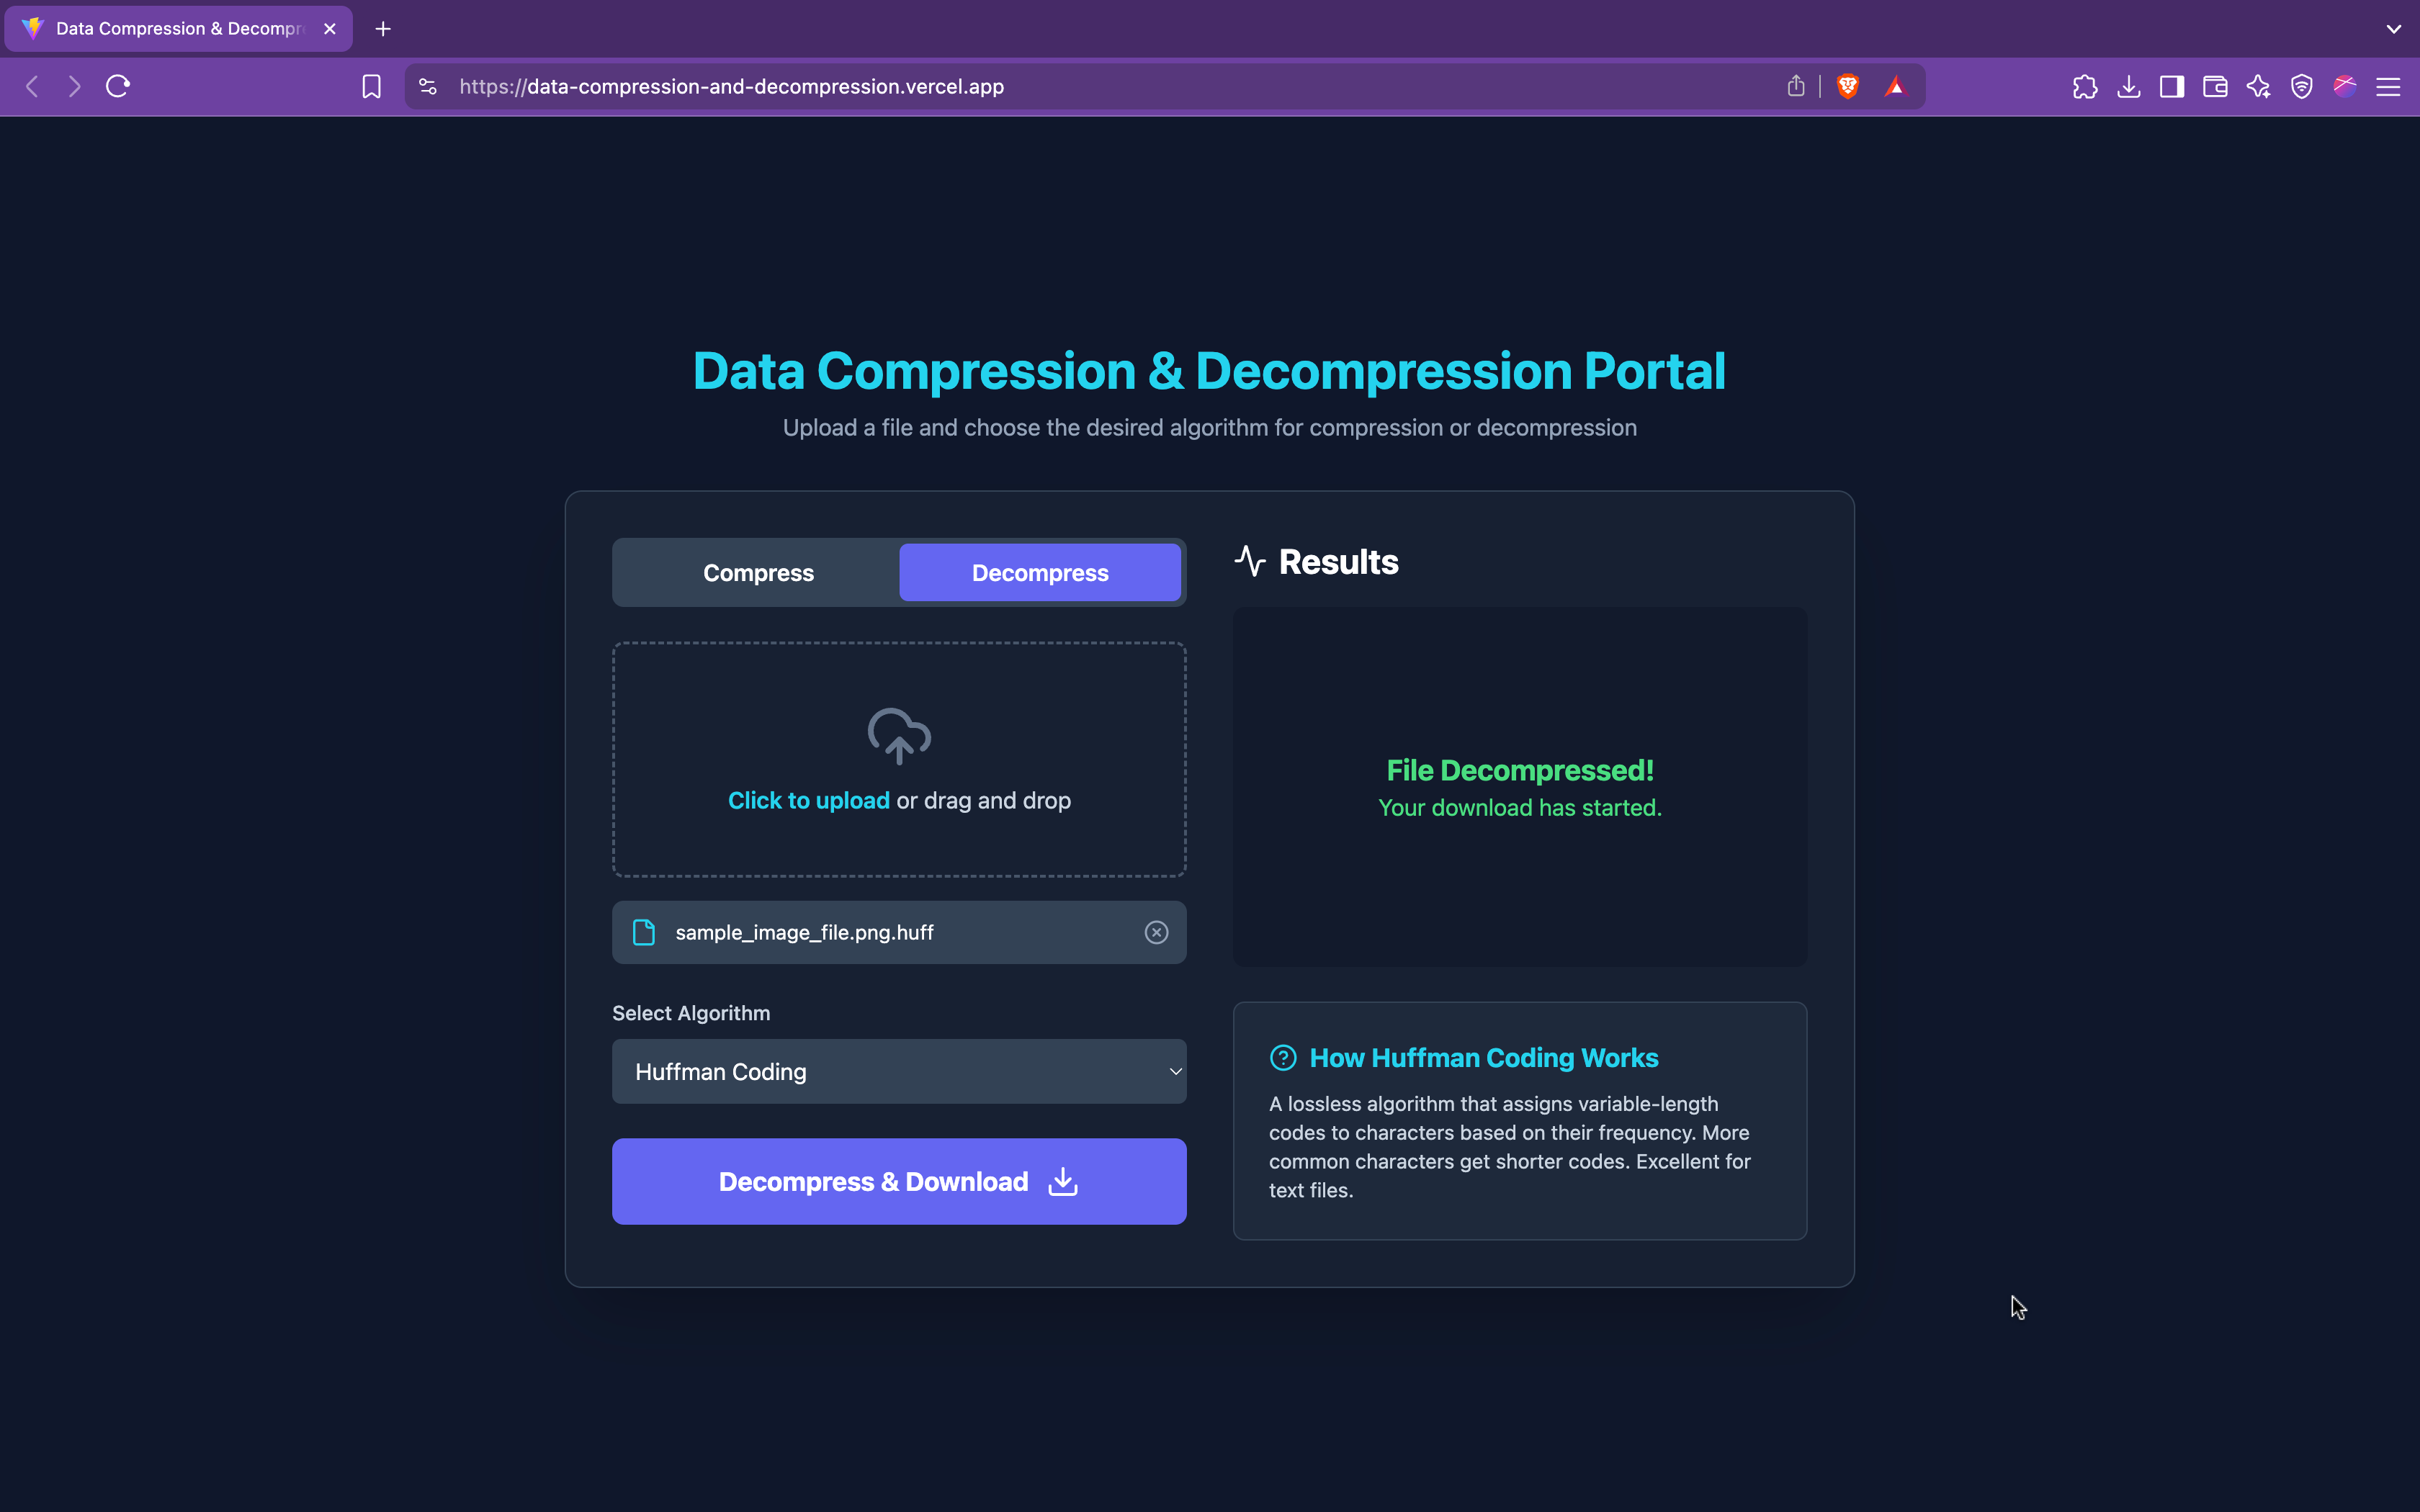 Data Compression & Decompr
https://data-compression-and-decompression.vercel.app
Data Compression & Decompression Portal
Upload a file and choose the desired algorithm for compression or decompression
Compress
Decompress
Click to upload or drag and drop
sample_image_file.png.huff
Select Algorithm
Huffman Coding
Decompress & Download
Results
File Decompressed!
Your download has started.
How Huffman Coding Works
A lossless algorithm that assigns variable-length
codes to characters based on their frequency. More
common characters get shorter codes. Excellent for
text files.